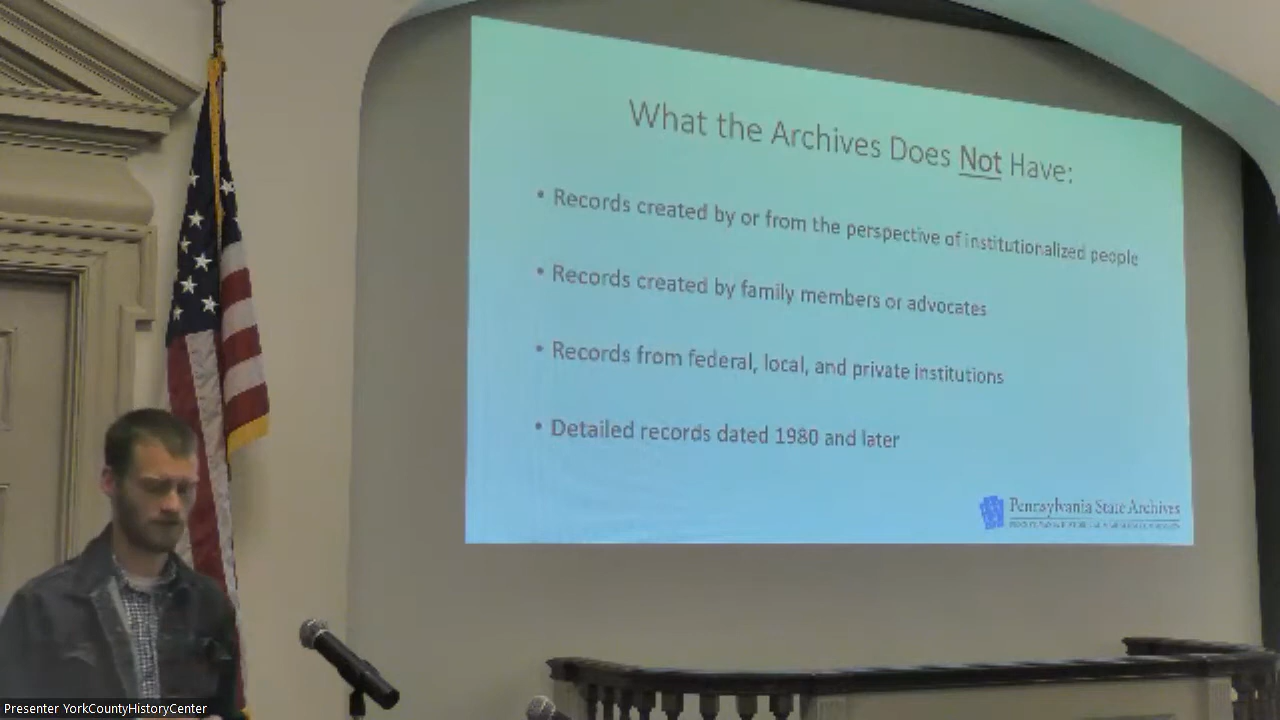 What the Archives Does Not Have:
• Records created by or from the perspective of institutionalized people
• Records created by family members or advocates
• Records from federal, local, and private institutions
• Detailed records dated 1980 and later
Pennsylvania State Archives
Presenter YorkCountyHistoryCenter